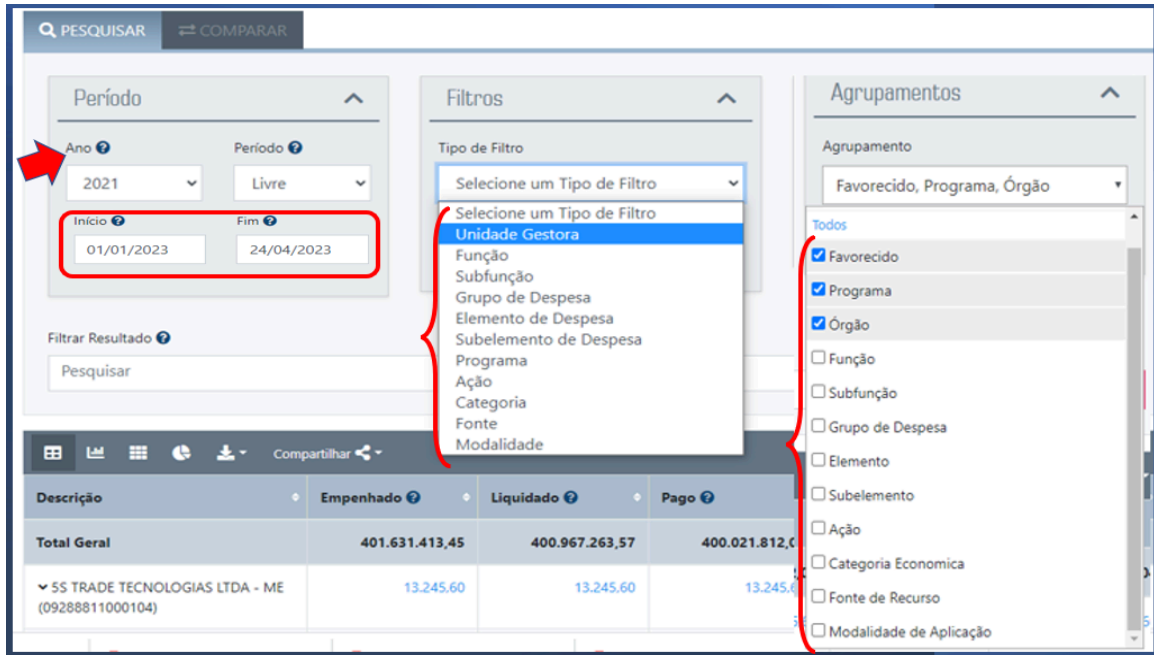 PESQUISAR
COMPARAR
Período
Ano
Período
2021
Livre
Início
Fim
01/01/2023
24/04/2023
Filtros
Tipo de Filtro
Selecione um Tipo de Filtro
Selecione um Tipo de Filtro
Unidade Gestora
Função
Subfunção
Grupo de Despesa
Elemento de Despesa
Subelemento de Despesa
Programa
Ação
Categoria
Fonte
Modalidade
Agrupamentos
Agrupamento
Favorecido, Programa, Órgão
Todos
Favorecido
Programa
Órgão
Função
Subfunção
Grupo de Despesa
Elemento
Subelemento
Ação
Categoria Economica
Fonte de Recurso
Modalidade de Aplicação
Filtrar Resultado
Pesquisar
Compartilhar
Descrição
Empenhado
Liquidado
Pago
Total Geral
401.631.413,45
400.967.263,57
400.021.812,
5S TRADE TECNOLOGIAS LTDA - ME
(09288811000104)
13.245,60
13.245,60
13.245,